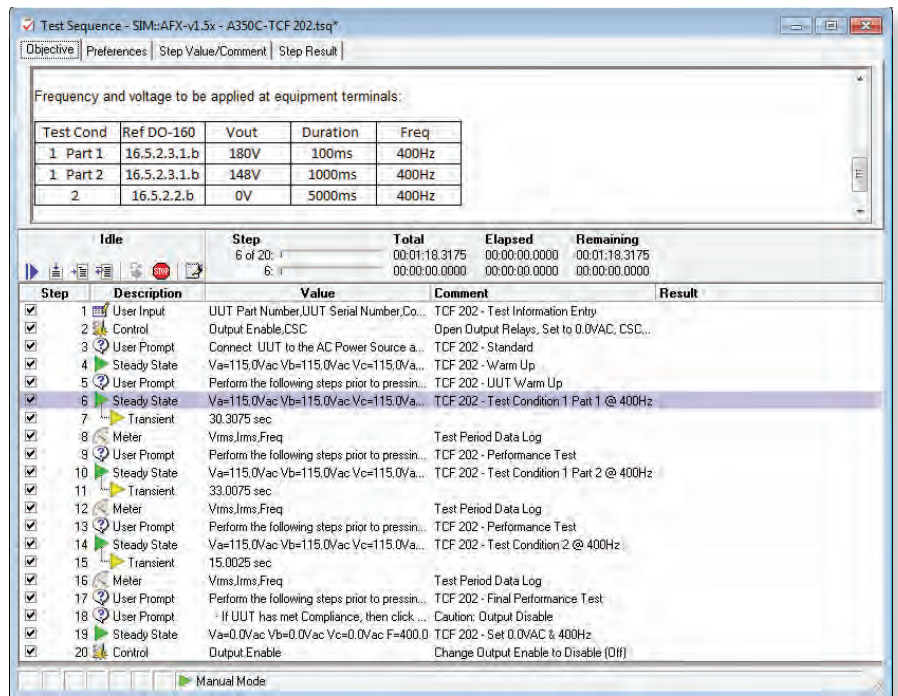 Test Sequence - SIM::AFX-v1.5x - A350C-TCF 202.tsq*
Objective Preferences Step Value/Comment Step Result
Frequency and voltage to be applied at equipment terminals:
Test Cond Ref DO-160 Vout Duration Freq
1 Part 1 16.5.2.3.1.b 180V 100ms 400Hz
1 Part 2 16.5.2.3.1.b 148V 1000ms 400Hz
2 16.5.2.2.b 0V 5000ms 400Hz
Idle Step Total Elapsed Remaining
6 of 20: 00:01:18.3175 00:00:00.0000 00:01:18.3175
6: 00:00:00.0000 00:00:00.0000 00:00:00.0000
STOP
Step Description Value Comment Result
1 User Input UUT Part Number,UUT Serial Number,Co... TCF 202 - Test Information Entry
2 Control Output Enable,CSC Open Output Relays, Set to 0.0VAC, CSC...
3 User Prompt Connect UUT to the AC Power Source a... TCF 202 - Standard
4 Steady State Va=115.0Vac Vb=115.0Vac Vc=115.0Va... TCF 202 - Warm Up
5 User Prompt Perform the following steps prior to pressin... TCF 202 - UUT Warm Up
6 Steady State Va=115.0Vac Vb=115.0Vac Vc=115.0Va... TCF 202 - Test Condition 1 Part 1 @ 400Hz
7 Transient 30.3075 sec
8 Meter Vrms,Irms,Freq Test Period Data Log
9 User Prompt Perform the following steps prior to pressin... TCF 202 - Performance Test
10 Steady State Va=115.0Vac Vb=115.0Vac Vc=115.0Va... TCF 202 - Test Condition 1 Part 2 @ 400Hz
11 Transient 33.0075 sec
12 Meter Vrms,Irms,Freq Test Period Data Log
13 User Prompt Perform the following steps prior to pressin... TCF 202 - Performance Test
14 Steady State Va=115.0Vac Vb=115.0Vac Vc=115.0Va... TCF 202 - Test Condition 2 @ 400Hz
15 Transient 15.0025 sec
16 Meter Vrms,Irms,Freq Test Period Data Log
17 User Prompt Perform the following steps prior to pressin... TCF 202 - Final Performance Test
18 User Prompt - If UUT has met Compliance, then click ... Caution: Output Disable
19 Steady State Va=0.0Vac Vb=0.0Vac Vc=0.0Vac F=400.0 TCF 202 - Set 0.0VAC & 400Hz
20 Control Output Enable Change Output Enable to Disable (Off)
Manual Mode